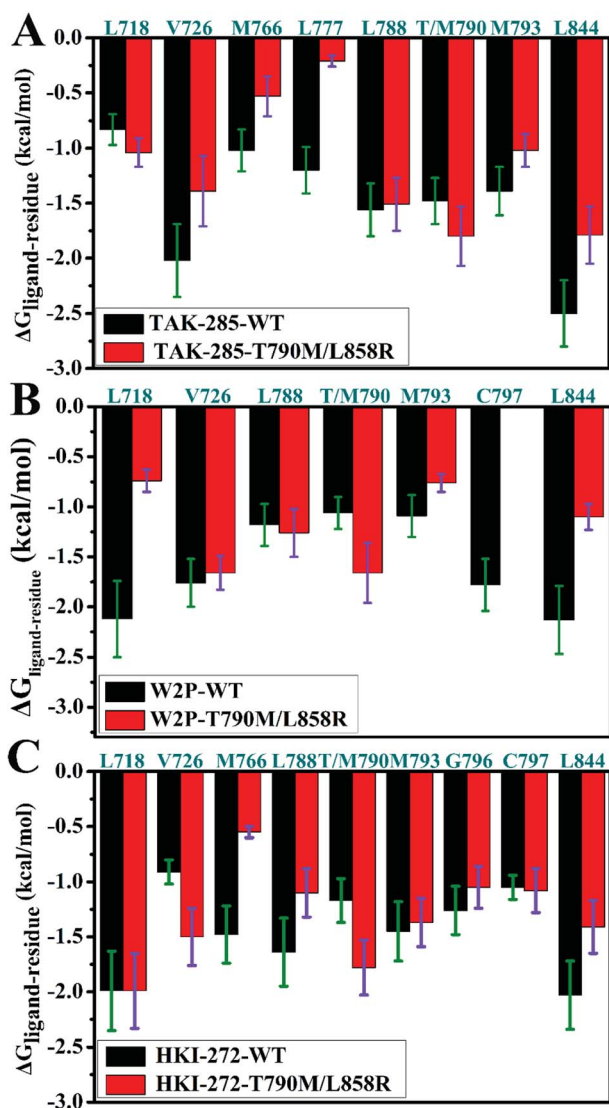 A
L718 V726 M766 L777 L788 T/M790 M793 L844
ΔGligand-residue (kcal/mol)
0.0
-0.5
-1.0
-1.5
-2.0
-2.5
-3.0
TAK-285-WT
TAK-285-T790M/L858R
B
L718 V726 L788 T/M790 M793 C797 L844
ΔGligand-residue (kcal/mol)
0.0
-0.5
-1.0
-1.5
-2.0
-2.5
-3.0
W2P-WT
W2P-T790M/L858R
C
L718 V726 M766 L788 T/M790 M793 G796 C797 L844
ΔGligand-residue (kcal/mol)
0.0
-0.5
-1.0
-1.5
-2.0
-2.5
-3.0
HKI-272-WT
HKI-272-T790M/L858R